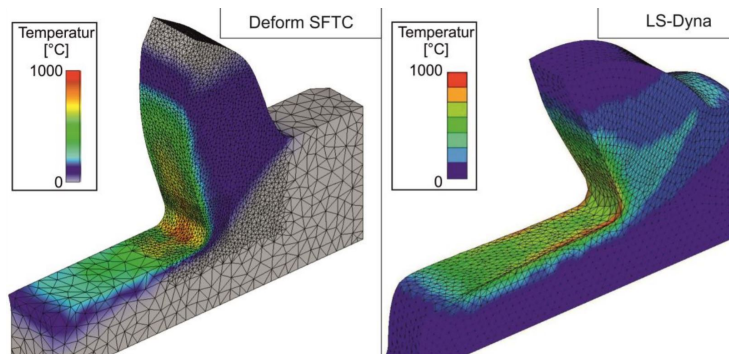 Deform SFTC
Temperatur
[°C]
1000
0
LS-Dyna
Temperatur
[°C]
1000
0